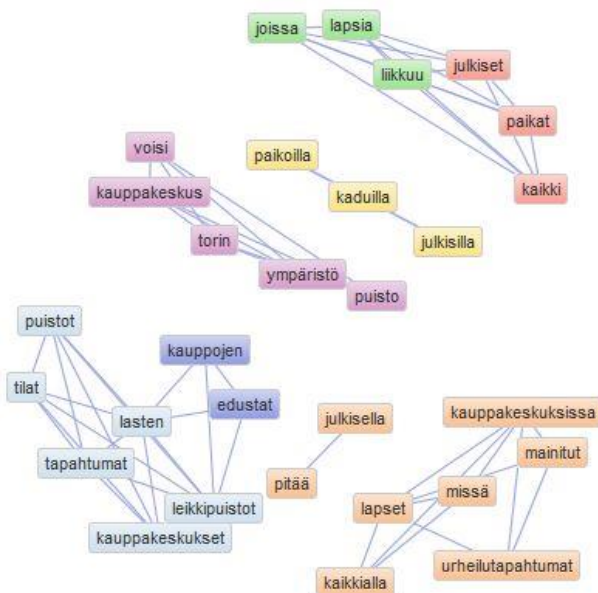 joissa
lapsia
liikkuu
julkiset
paikat
kaikki
voisi
kauppakeskus
torin
ympäristö
puisto
paikoilla
kaduilla
julkisilla
puistot
tilat
lasten
tapahtumat
leikkipuistot
kauppakeskukset
kauppojen
edustat
julkisella
pitää
kauppakeskuksissa
mainitut
missä
lapset
urheilutapahtumat
kaikkialla